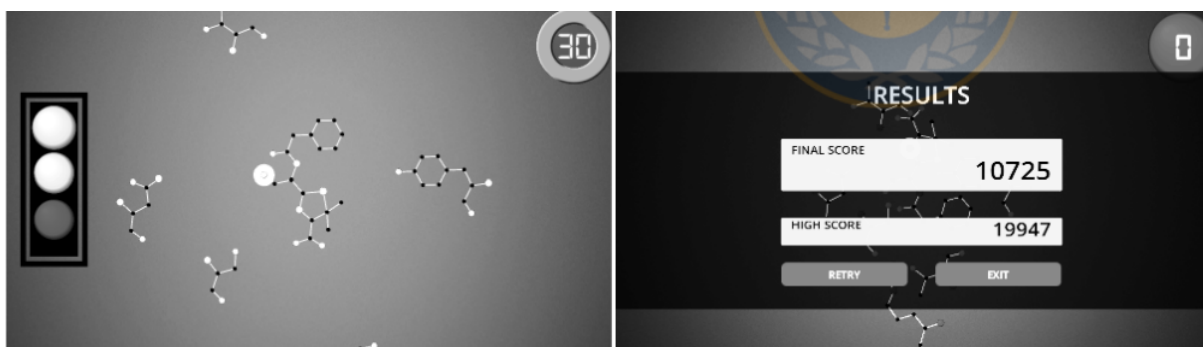 30
0
RESULTS
FINAL SCORE
10725
HIGH SCORE
19947
RETRY
EXIT